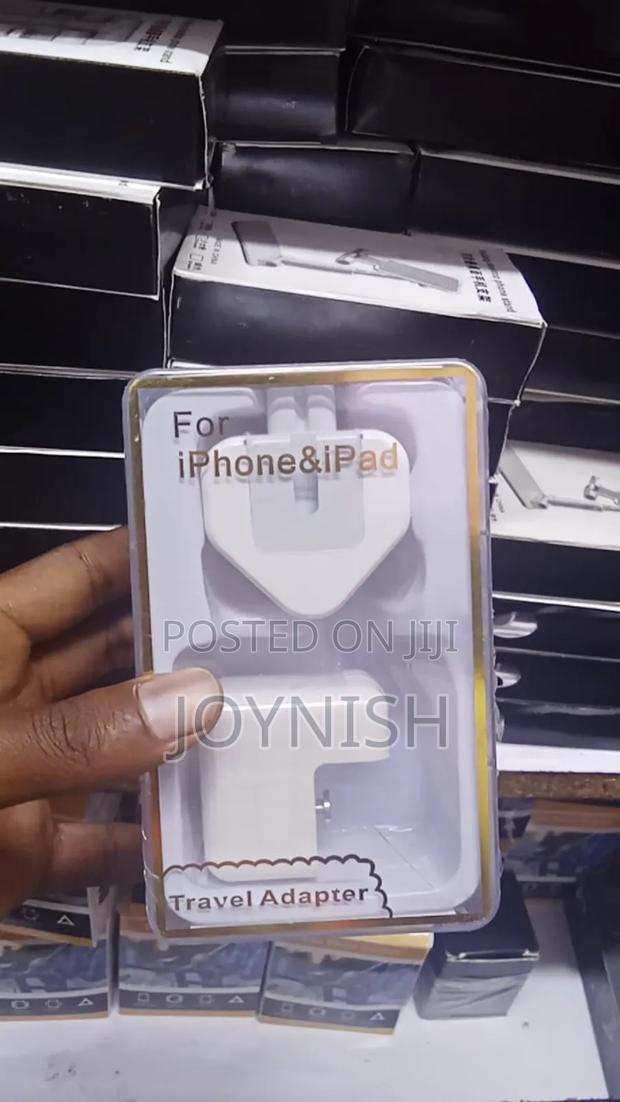 For
iPhone&iPad
POSTED ON JIJI
JOYNISH
Travel Adapter